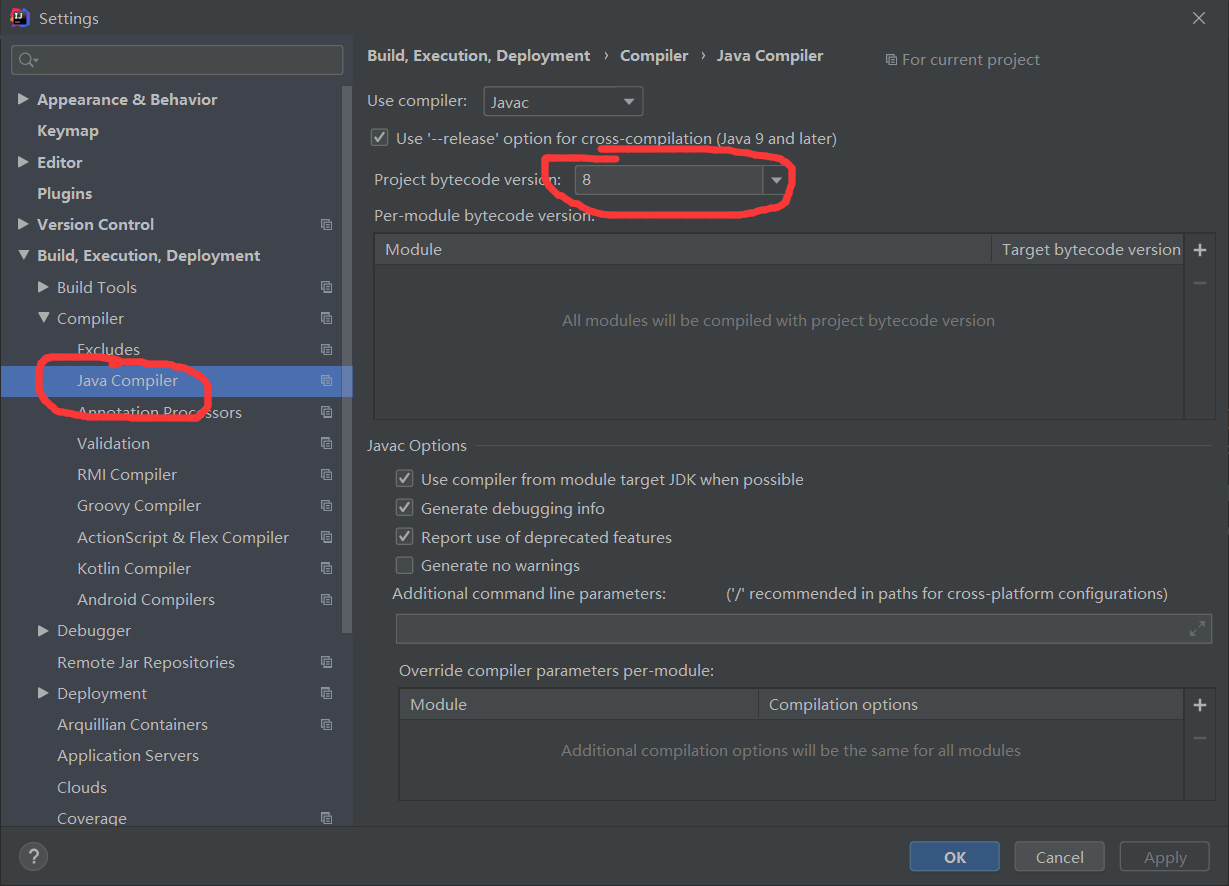 Settings
Appearance & Behavior
Keymap
Editor
Plugins
Version Control
Build, Execution, Deployment
Build Tools
Compiler
Excludes
Java Compiler
Annotation Processors
Validation
RMI Compiler
Groovy Compiler
ActionScript & Flex Compiler
Kotlin Compiler
Android Compilers
Debugger
Remote Jar Repositories
Deployment
Arquillian Containers
Application Servers
Clouds
Coverage
Build, Execution, Deployment › Compiler › Java Compiler For current project
Use compiler: Javac
Use '--release' option for cross-compilation (Java 9 and later)
Project bytecode version: 8
Per-module bytecode version:
Module Target bytecode version
All modules will be compiled with project bytecode version
Javac Options
Use compiler from module target JDK when possible
Generate debugging info
Report use of deprecated features
Generate no warnings
Additional command line parameters: ('/' recommended in paths for cross-platform configurations)
Override compiler parameters per-module:
Module Compilation options
Additional compilation options will be the same for all modules
? OK Cancel Apply